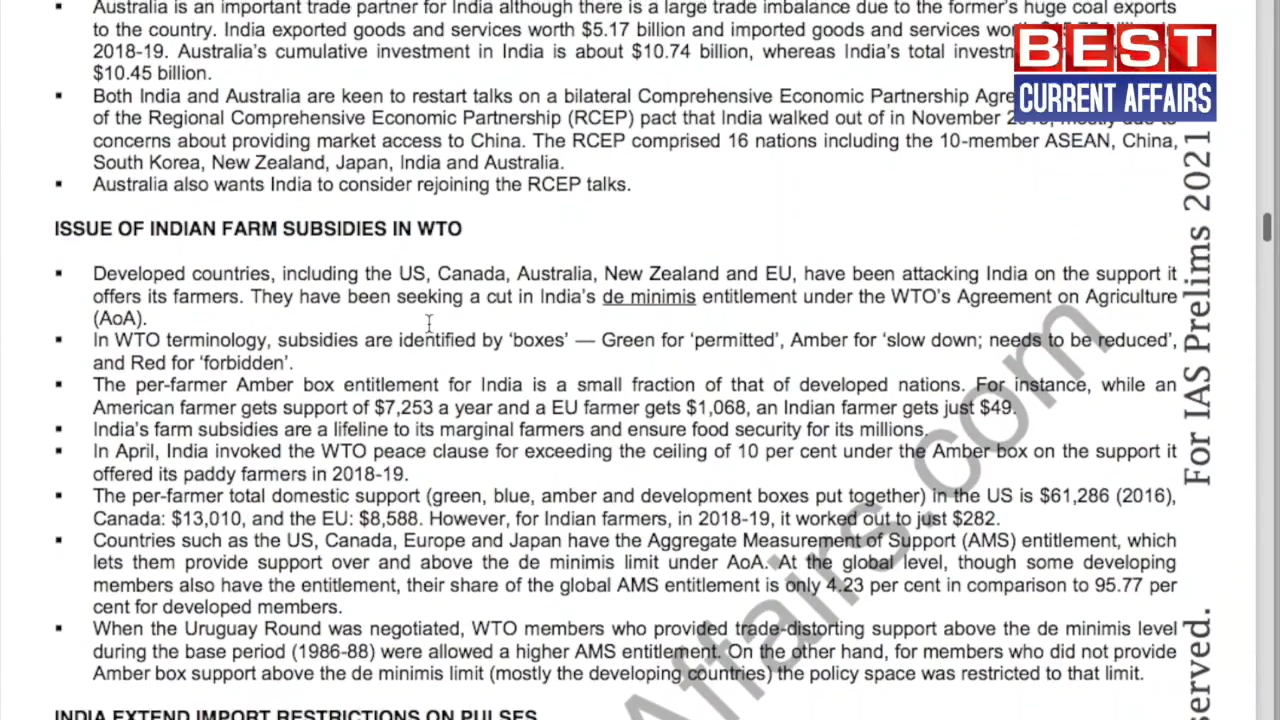 Australia is an important trade partner for India although there is a large trade imbalance due to the former's huge coal exports
to the country. India exported goods and services worth $5.17 billion and imported goods and services
2018-19. Australia's cumulative investment in India is about $10.74 billion, whereas India's total
$10.45 billion.
BEST
CURRENT AFFAIRS
▪ Both India and Australia are keen to restart talks on a bilateral Comprehensive Economic Partnership
of the Regional Comprehensive Economic Partnership (RCEP) pact that India walked out of in November
concerns about providing market access to China. The RCEP comprised 16 nations including the 10-member ASEAN, China,
South Korea, New Zealand, Japan, India and Australia.
▪ Australia also wants India to consider rejoining the RCEP talks.
ISSUE OF INDIAN FARM SUBSIDIES IN WTO
▪ Developed countries, including the US, Canada, Australia, New Zealand and EU, have been attacking India on the support it
offers its farmers. They have been seeking a cut in India's de minimis entitlement under the WTO's Agreement on Agriculture
(AoA).
▪ In WTO terminology, subsidies are identified by 'boxes' — Green for 'permitted', Amber for 'slow down; needs to be reduced',
and Red for 'forbidden'.
▪ The per-farmer Amber box entitlement for India is a small fraction of that of developed nations. For instance, while an
American farmer gets support of $7,253 a year and a EU farmer gets $1,068, an Indian farmer gets just $49.
▪ India's farm subsidies are a lifeline to its marginal farmers and ensure food security for its millions.
▪ In April, India invoked the WTO peace clause for exceeding the ceiling of 10 per cent under the Amber box on the support it
offered its paddy farmers in 2018-19.
▪ The per-farmer total domestic support (green, blue, amber and development boxes put together) in the US is $61,286 (2016),
Canada: $13,010, and the EU: $8,588. However, for Indian farmers, in 2018-19, it worked out to just $282.
▪ Countries such as the US, Canada, Europe and Japan have the Aggregate Measurement of Support (AMS) entitlement, which
lets them provide support over and above the de minimis limit under AoA. At the global level, though some developing
members also have the entitlement, their share of the global AMS entitlement is only 4.23 per cent in comparison to 95.77 per
cent for developed members.
▪ When the Uruguay Round was negotiated, WTO members who provided trade-distorting support above the de minimis level
during the base period (1986-88) were allowed a higher AMS entitlement. On the other hand, for members who did not provide
Amber box support above the de minimis limit (mostly the developing countries) the policy space was restricted to that limit.
INDIA EXTEND IMPORT RESTRICTIONS ON PULSES
For IAS Prelims 2021
served.
Affairs.com